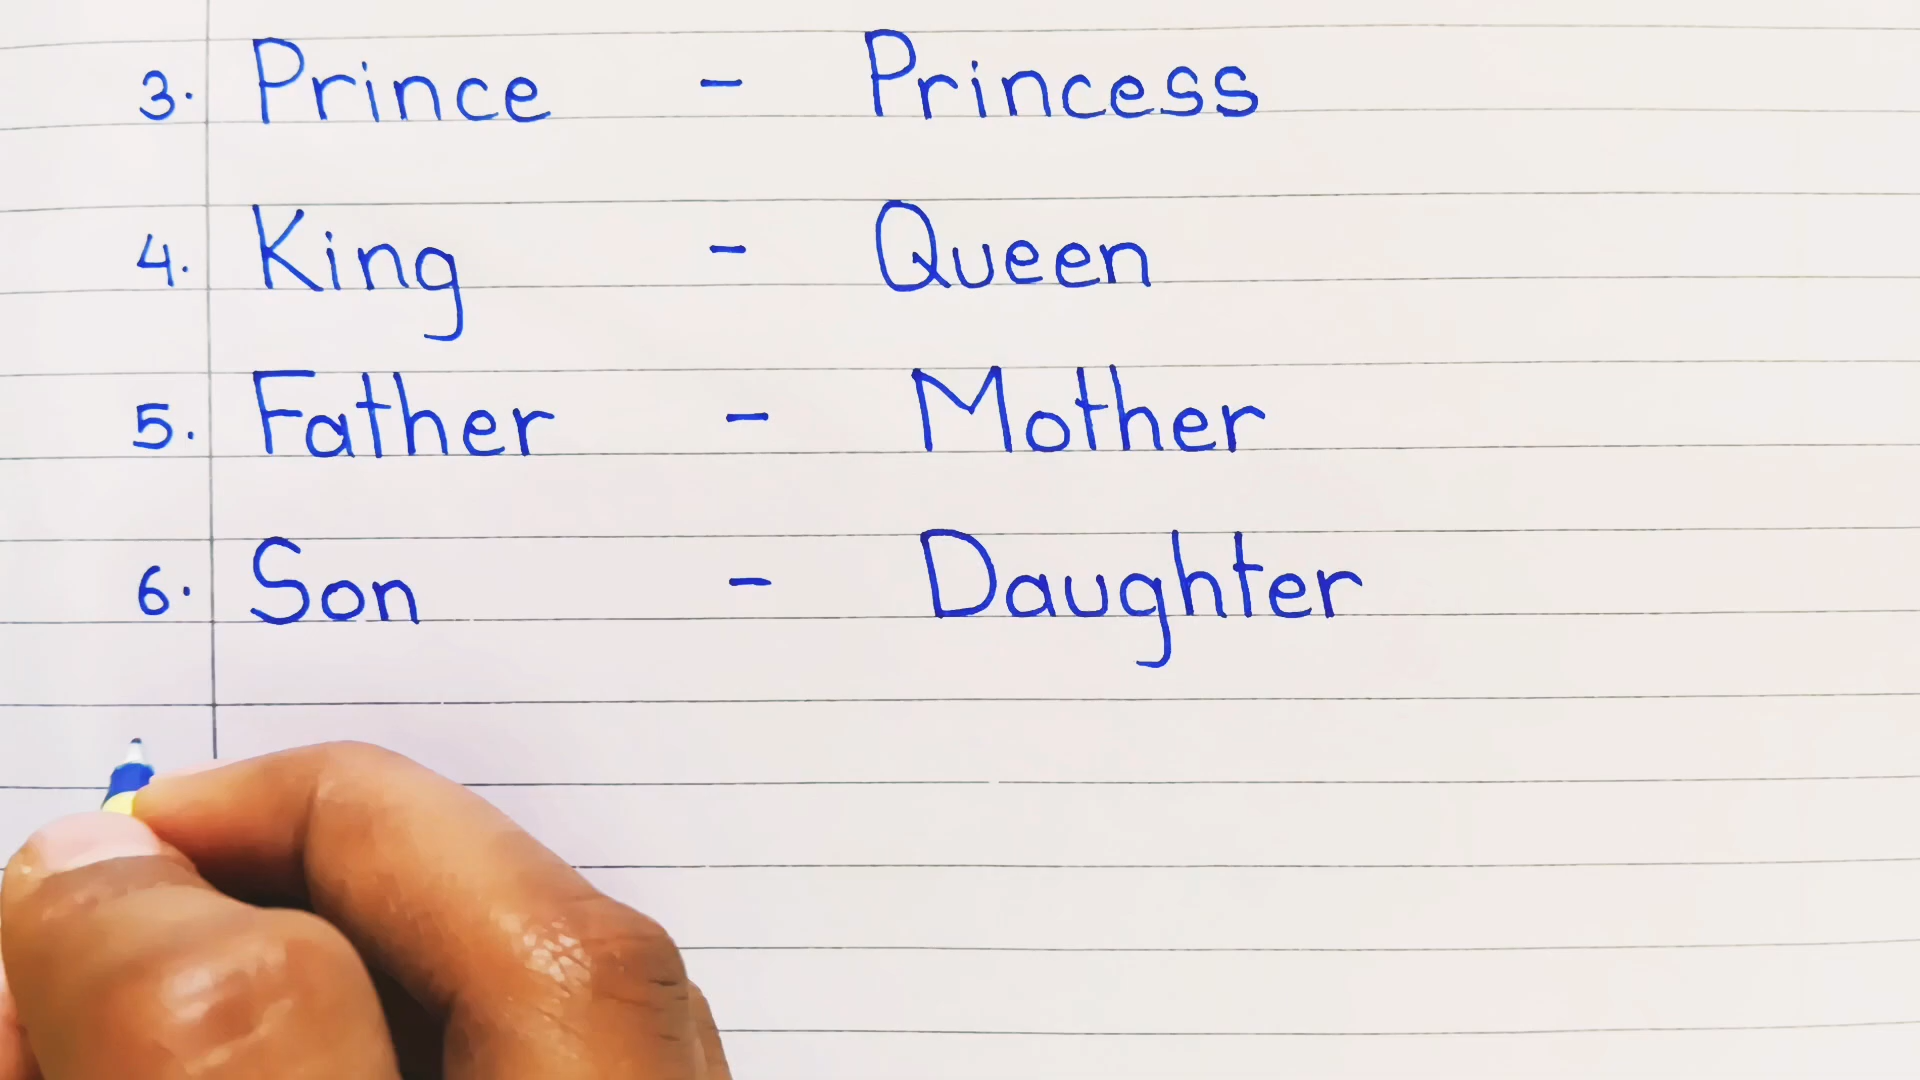 3. Prince - Princess
4. King - Queen
5. Father - Mother
6. Son - Daughter